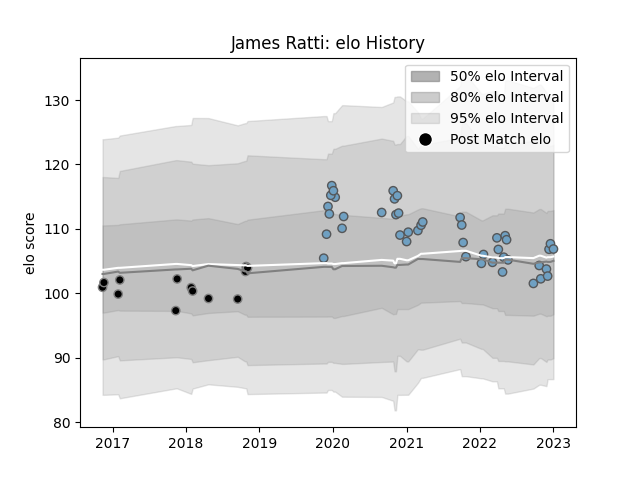 James Ratti: elo History
50% elo Interval
80% elo Interval
95% elo Interval
Post Match elo
elo score
130
120
110
100
90
80
2017 2018 2019 2020 2021 2022 2023